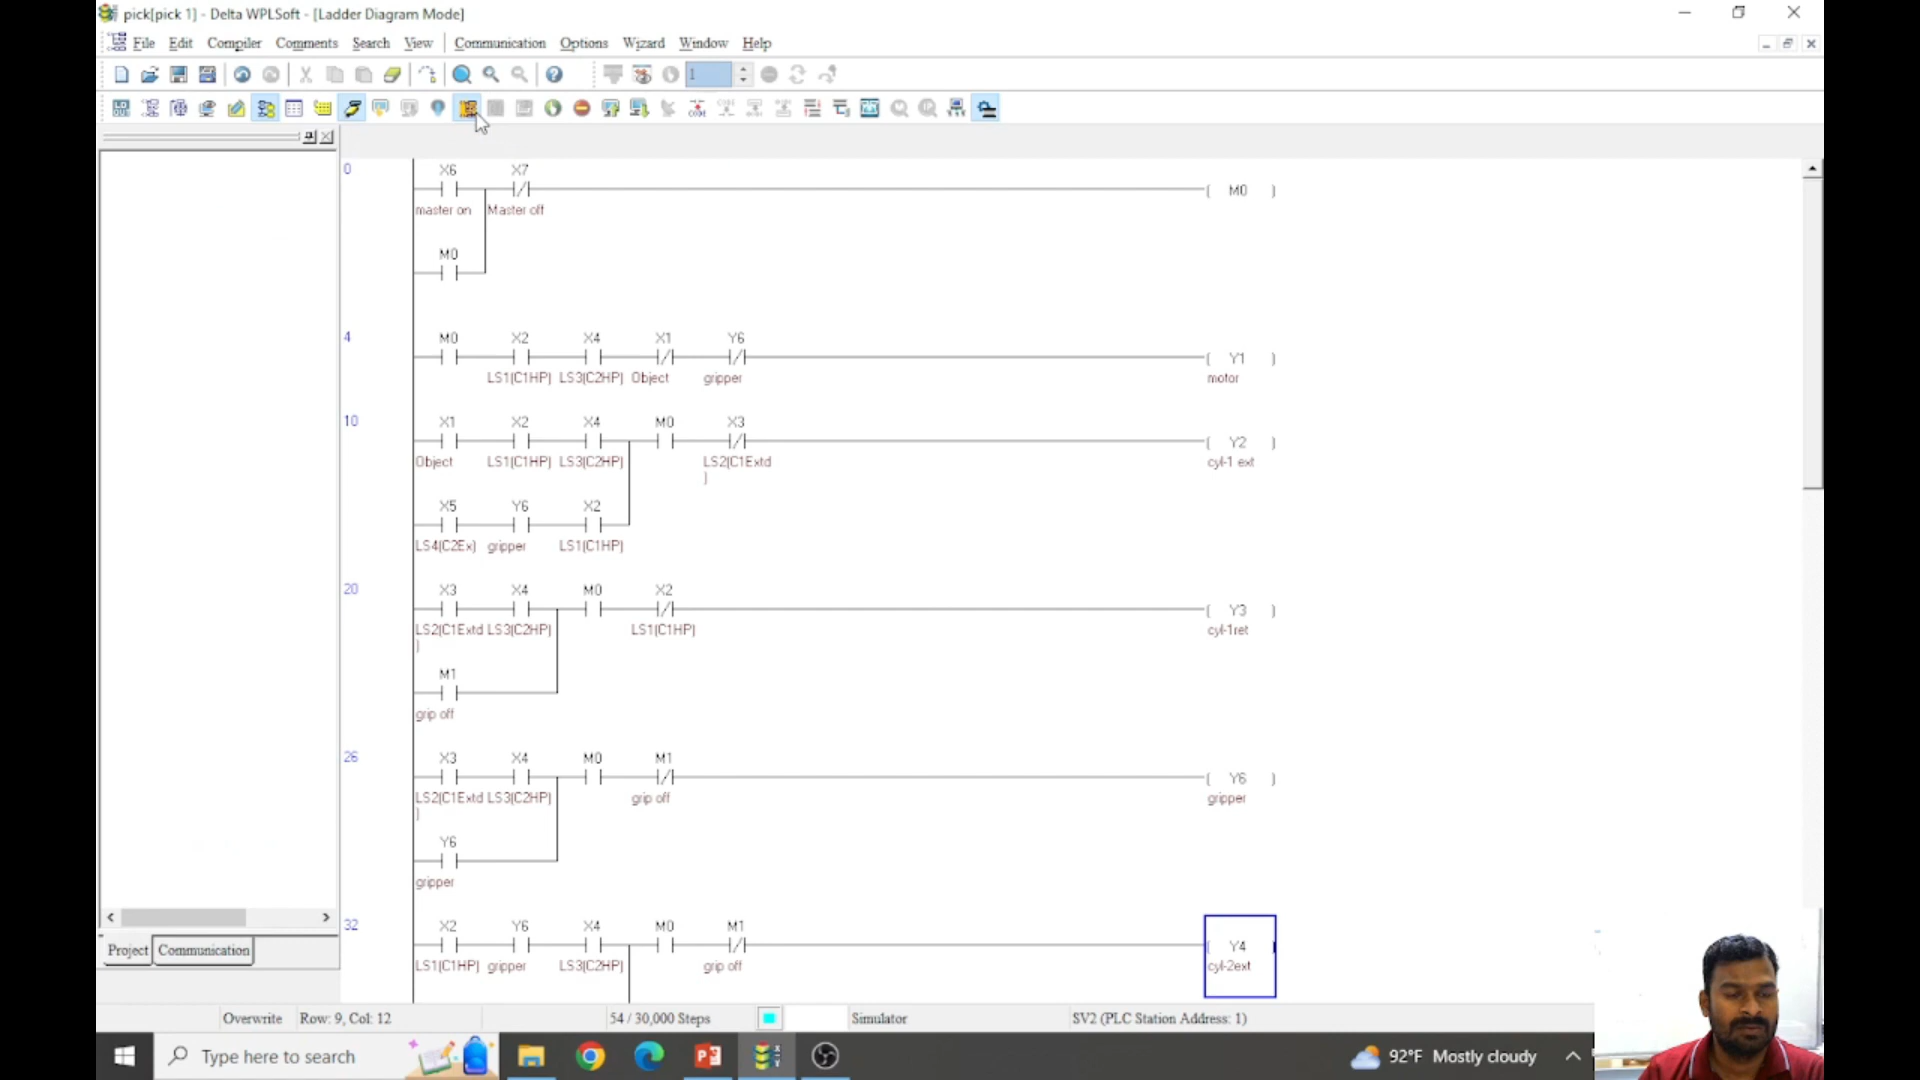 pick[pick 1] - Delta WPLSoft - [Ladder Diagram Mode]
File Edit Compiler Comments Search View Communication Options Wizard Window Help
1
0
X6 X7
( M0 )
master on Master off
M0
4
M0 X2 X4 X1 Y6
( Y1 )
LS1(C1HP) LS3(C2HP) Object gripper motor
10
X1 X2 X4 M0 X3
( Y2 )
Object LS1(C1HP) LS3(C2HP) LS2(C1Extd cyl-1 ext
)
X5 Y6 X2
LS4(C2Ex) gripper LS1(C1HP)
20
X3 X4 M0 X2
( Y3 )
LS2(C1Extd LS3(C2HP) LS1(C1HP) cyl-1ret
)
M1
grip off
26
X3 X4 M0 M1
( Y6 )
LS2(C1Extd LS3(C2HP) grip off gripper
)
Y6
gripper
32
X2 Y6 X4 M0 M1
( Y4 )
LS1(C1HP) gripper LS3(C2HP) grip off cyl-2ext
Project Communication
Overwrite Row: 9, Col: 12 54 / 30,000 Steps Simulator SV2 (PLC Station Address: 1)
Type here to search 92°F Mostly cloudy